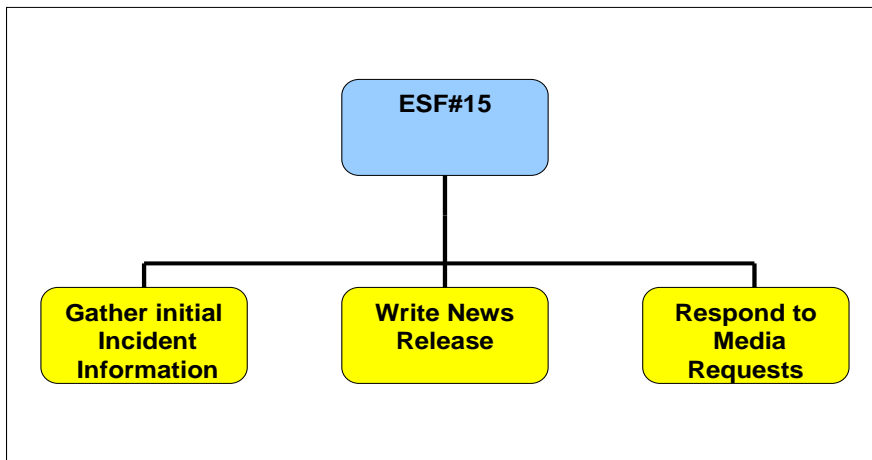 ESF#15
Gather initial
Incident
Information
Write News
Release
Respond to
Media
Requests